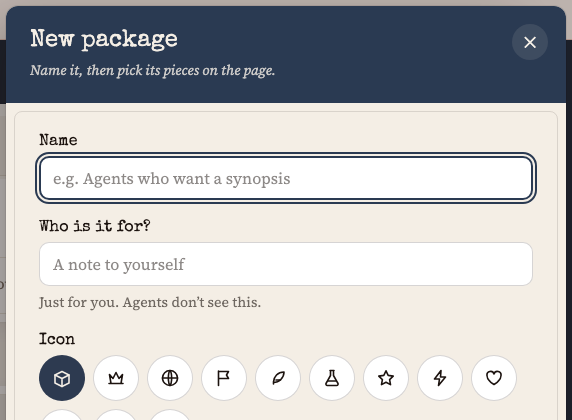 New package
Name it, then pick its pieces on the page.
Name
e.g. Agents who want a synopsis
Who is it for?
A note to yourself
Just for you. Agents don’t see this.
Icon